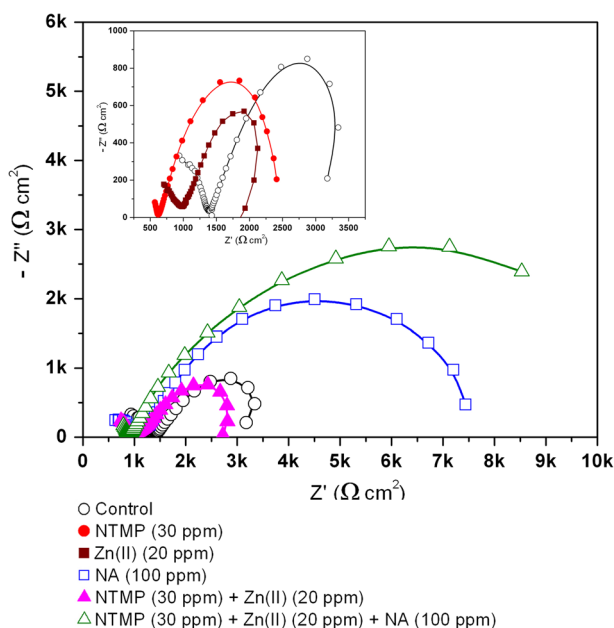 6k
5k
4k
3k
2k
1k
0
- Z'' (Ω cm²)
0 1k 2k 3k 4k 5k 6k 7k 8k 9k 10k
Z' (Ω cm²)
1000
800
600
400
200
0
- Z'' (Ω cm²)
500 1000 1500 2000 2500 3000 3500
Z' (Ω cm²)
Control
NTMP (30 ppm)
Zn(II) (20 ppm)
NA (100 ppm)
NTMP (30 ppm) + Zn(II) (20 ppm)
NTMP (30 ppm) + Zn(II) (20 ppm) + NA (100 ppm)